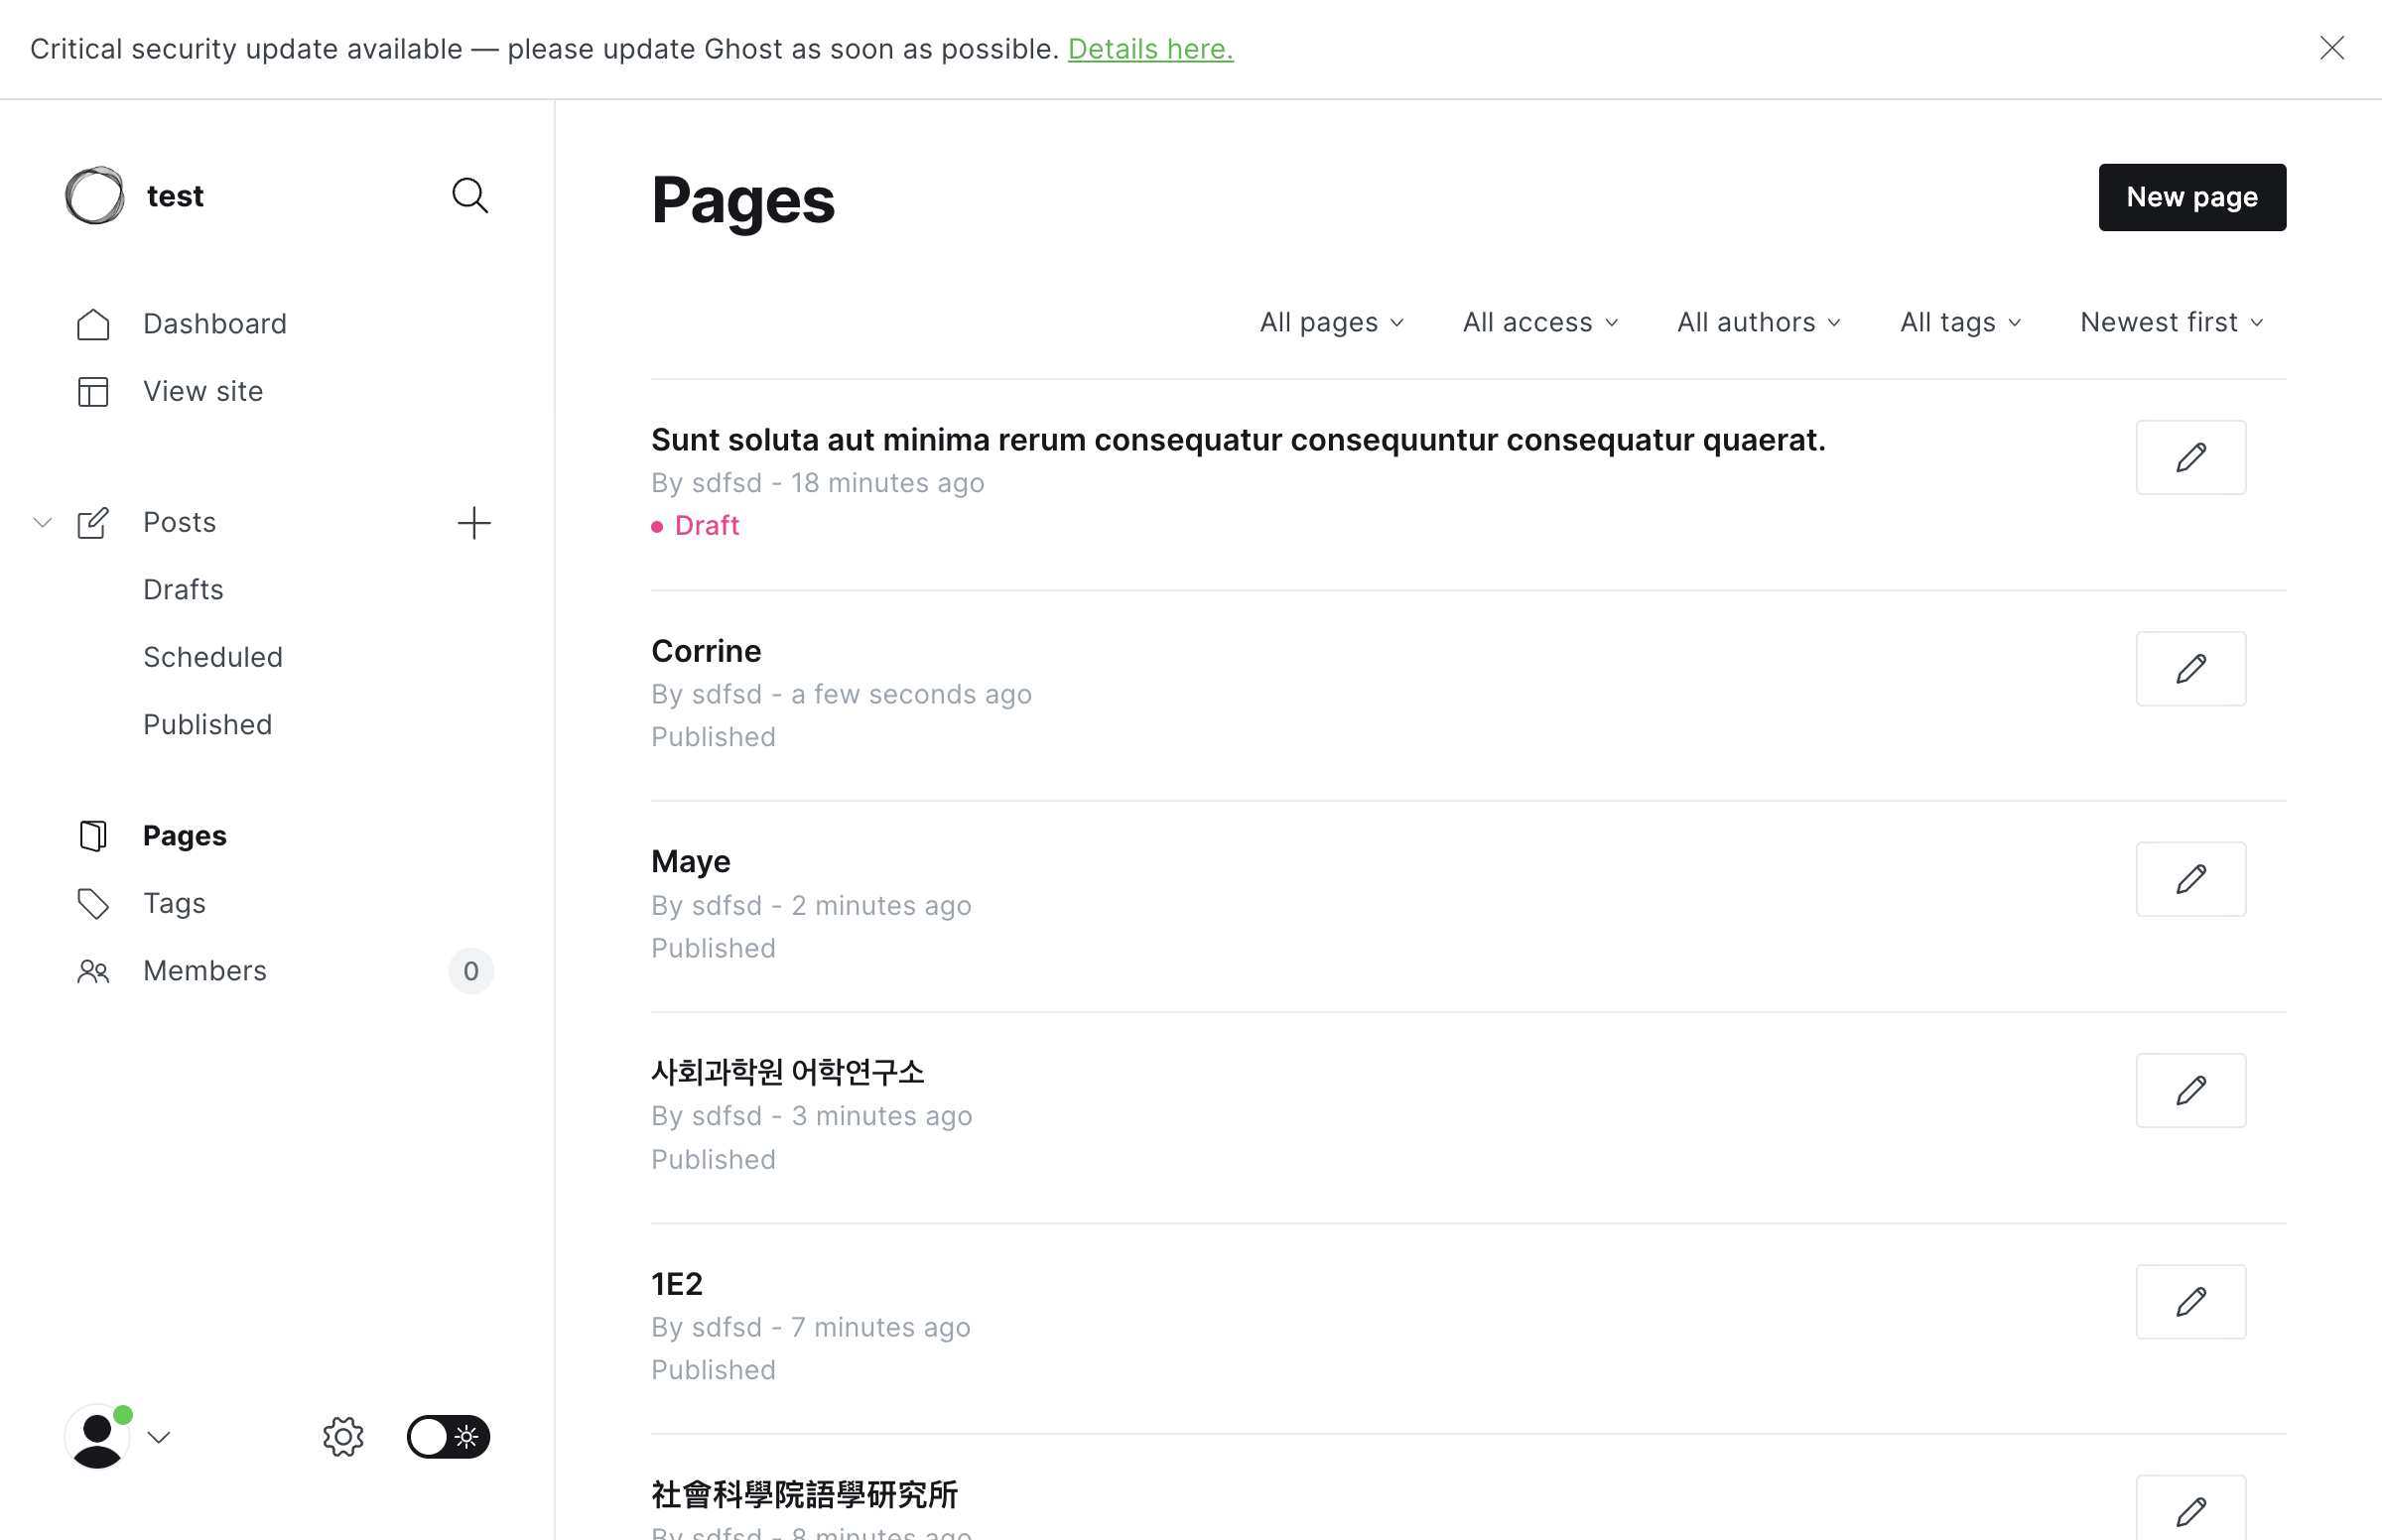 Critical security update available — please update Ghost as soon as possible. Details here.
test
Dashboard
View site
Posts
Drafts
Scheduled
Published
Pages
Tags
Members 0
Pages
New page
All pages All access All authors All tags Newest first
Sunt soluta aut minima rerum consequatur consequuntur consequatur quaerat.
By sdfsd - 18 minutes ago
Draft
Corrine
By sdfsd - a few seconds ago
Published
Maye
By sdfsd - 2 minutes ago
Published
사회과학원 어학연구소
By sdfsd - 3 minutes ago
Published
1E2
By sdfsd - 7 minutes ago
Published
社會科學院語學研究所
By sdfsd - 8 minutes ago